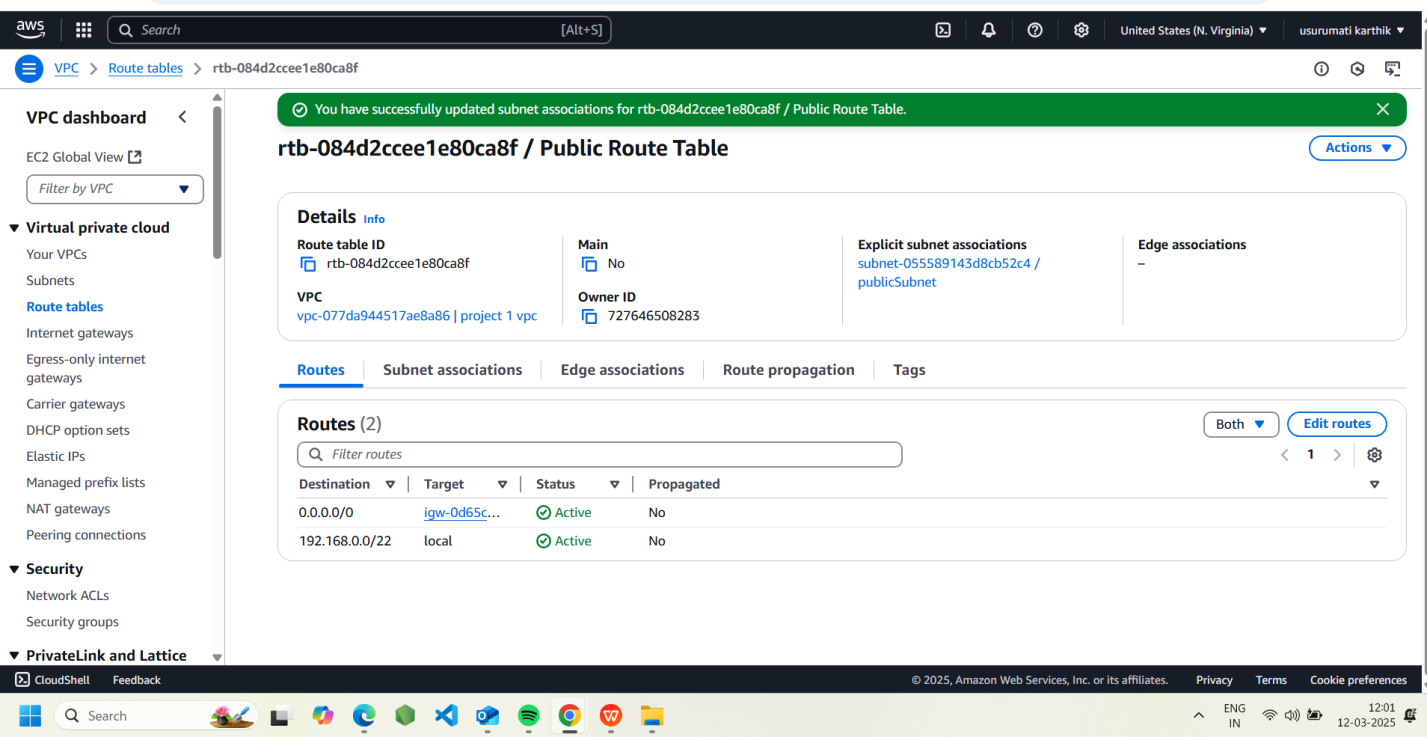 aws
Search [Alt+S]
United States (N. Virginia) ▼ usurumati karthik ▼
VPC > Route tables > rtb-084d2ccee1e80ca8f
VPC dashboard
EC2 Global View
Filter by VPC
Virtual private cloud
Your VPCs
Subnets
Route tables
Internet gateways
Egress-only internet
gateways
Carrier gateways
DHCP option sets
Elastic IPs
Managed prefix lists
NAT gateways
Peering connections
Security
Network ACLs
Security groups
PrivateLink and Lattice
You have successfully updated subnet associations for rtb-084d2ccee1e80ca8f / Public Route Table.
rtb-084d2ccee1e80ca8f / Public Route Table
Actions
Details Info
Route table ID
rtb-084d2ccee1e80ca8f
Main
No
Explicit subnet associations
subnet-055589143d8cb52c4 /
publicSubnet
Edge associations
–
VPC
vpc-077da944517ae8a86 | project 1 vpc
Owner ID
727646508283
Routes Subnet associations Edge associations Route propagation Tags
Routes (2)
Both Edit routes
Filter routes
1
Destination Target Status Propagated
0.0.0.0/0 igw-0d65c... Active No
192.168.0.0/22 local Active No
CloudShell Feedback © 2025, Amazon Web Services, Inc. or its affiliates. Privacy Terms Cookie preferences
Search
ENG
IN
12:01
12-03-2025